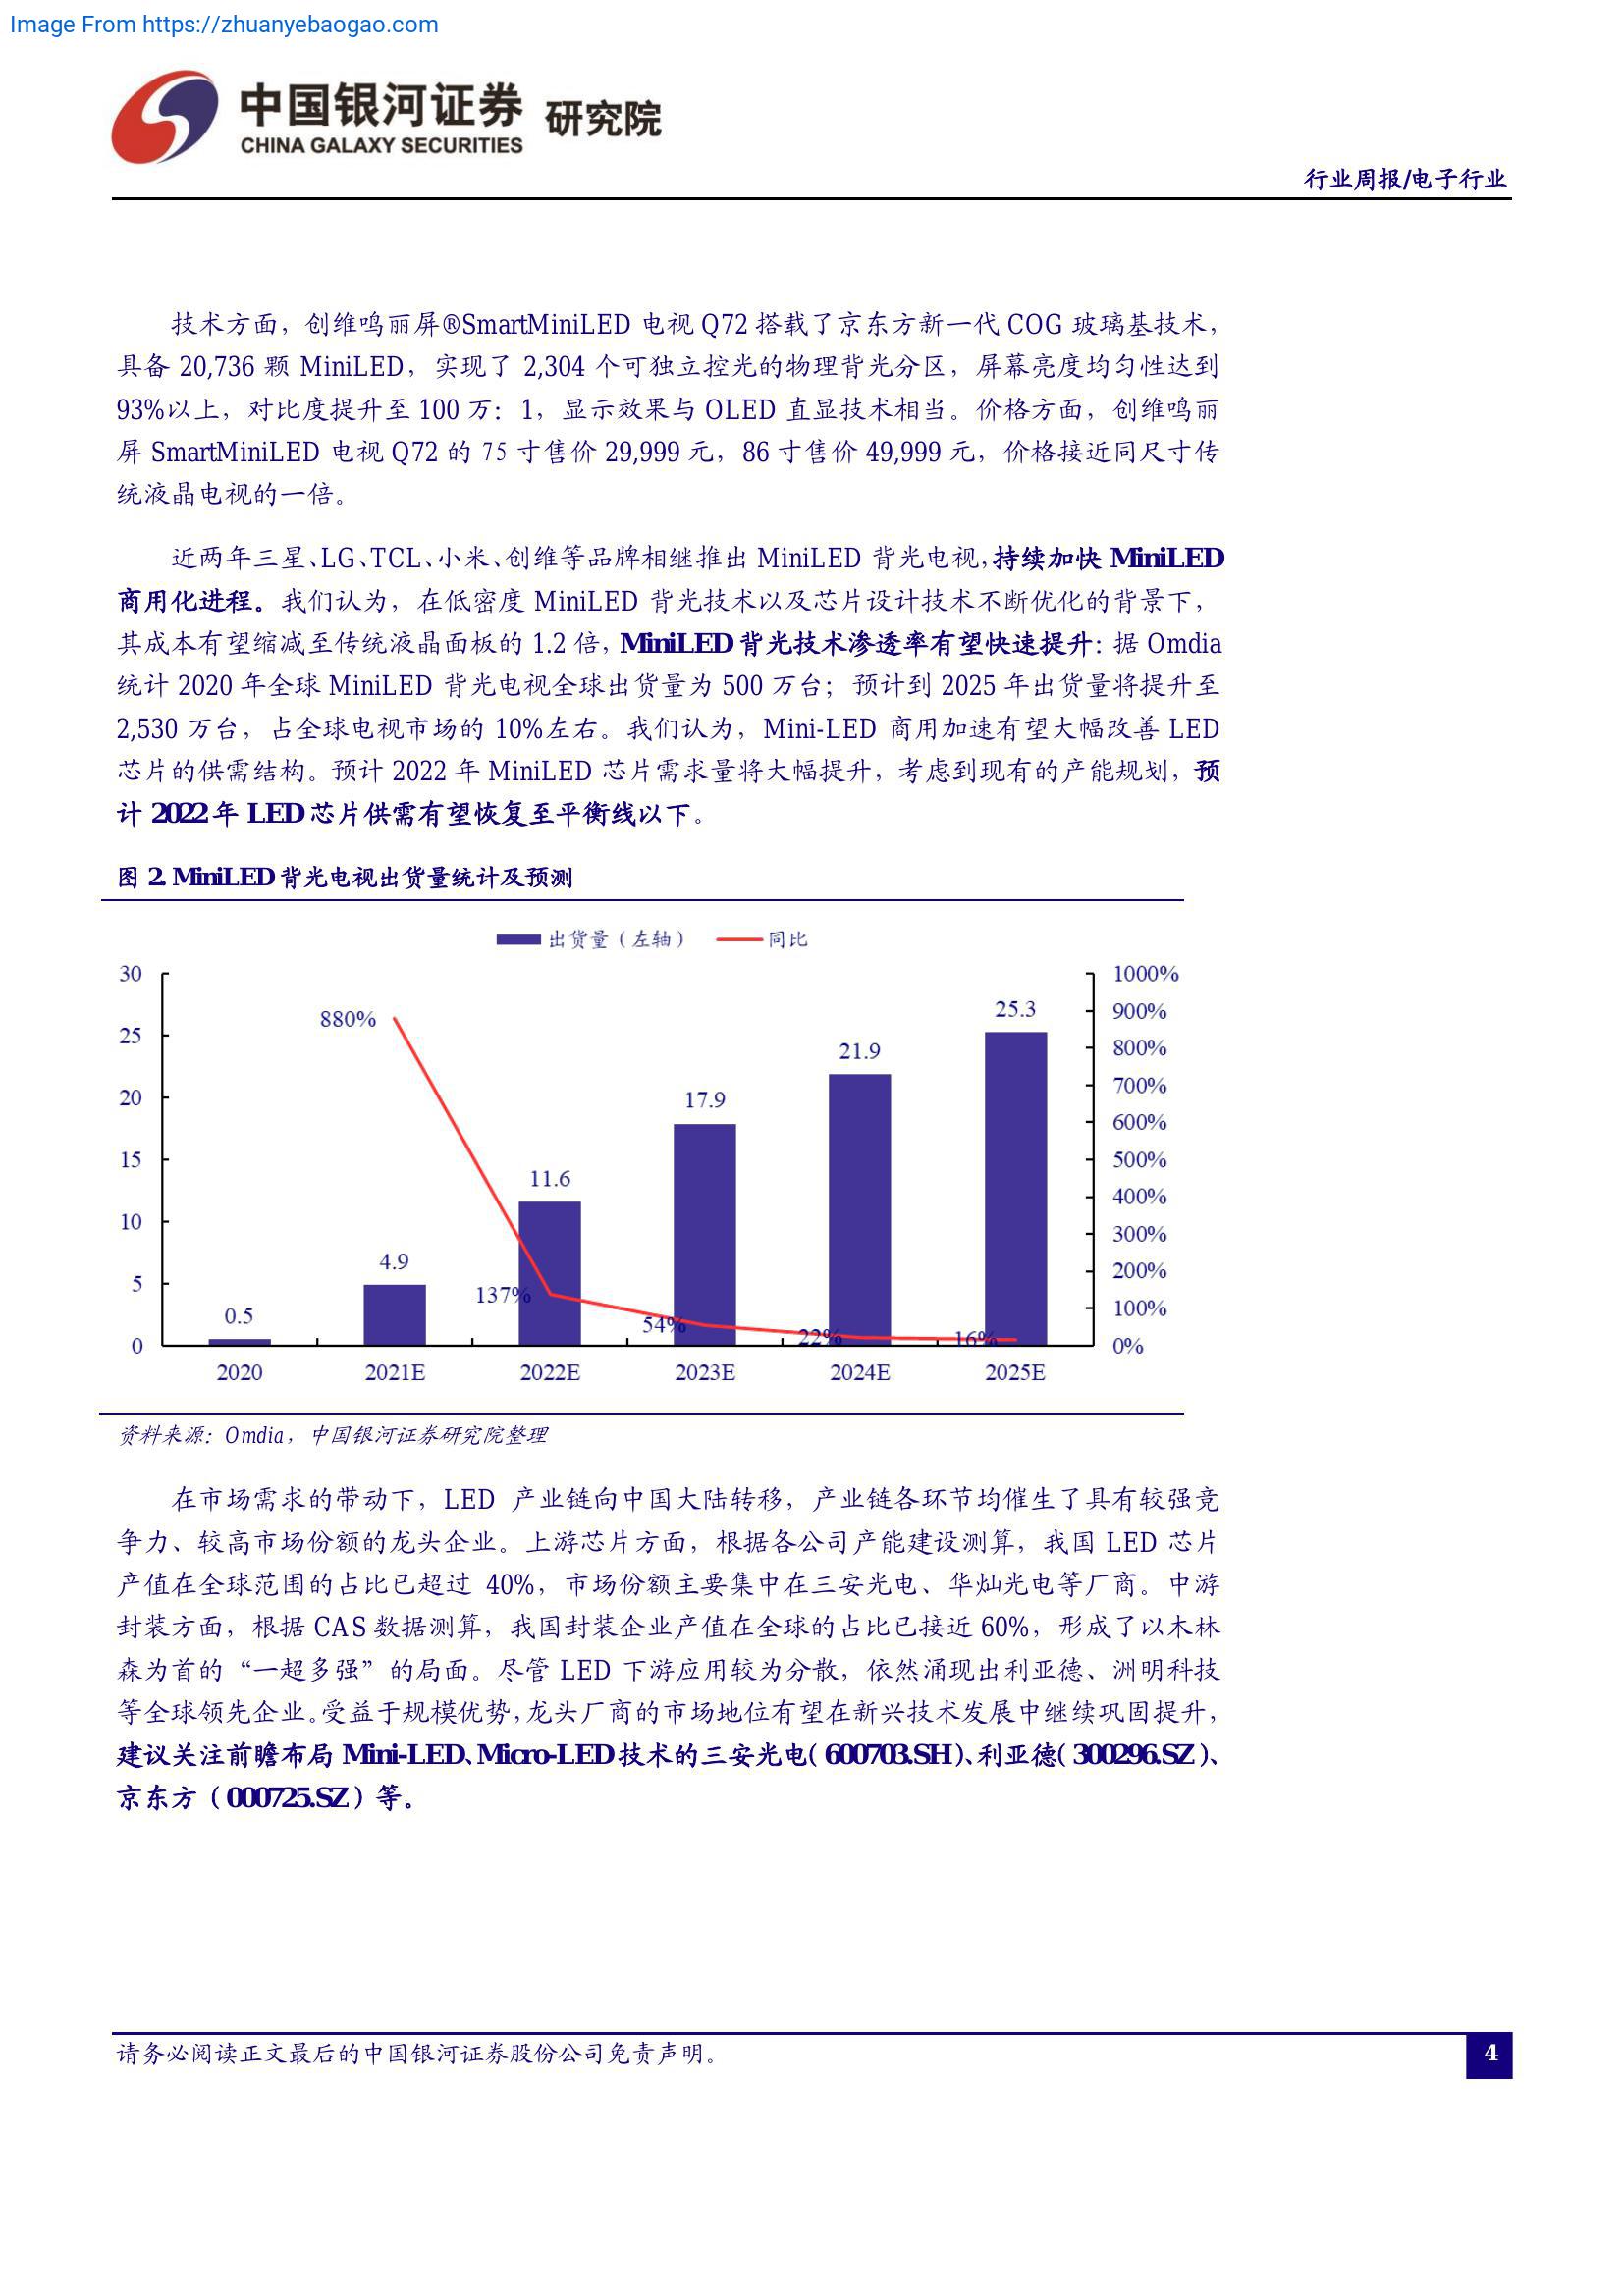 Image From https://zhuanyebaogao.com
中国银河证券 研究院
CHINA GALAXY SECURITIES
行业周报/电子行业
技术方面，创维鸣丽屏®SmartMiniLED 电视 Q72 搭载了京东方新一代 COG 玻璃基技术，
具备 20,736 颗 MiniLED，实现了 2,304 个可独立控光的物理背光分区，屏幕亮度均匀性达到
93%以上，对比度提升至 100 万：1，显示效果与 OLED 直显技术相当。价格方面，创维鸣丽
屏 SmartMiniLED 电视 Q72 的 75 寸售价 29,999 元，86 寸售价 49,999 元，价格接近同尺寸传
统液晶电视的一倍。
近两年三星、LG、TCL、小米、创维等品牌相继推出 MiniLED 背光电视，持续加快 MiniLED
商用化进程。我们认为，在低密度 MiniLED 背光技术以及芯片设计技术不断优化的背景下，
其成本有望缩减至传统液晶面板的 1.2 倍，MiniLED 背光技术渗透率有望快速提升：据 Omdia
统计 2020 年全球 MiniLED 背光电视全球出货量为 500 万台；预计到 2025 年出货量将提升至
2,530 万台，占全球电视市场的 10%左右。我们认为，Mini-LED 商用加速有望大幅改善 LED
芯片的供需结构。预计 2022 年 MiniLED 芯片需求量将大幅提升，考虑到现有的产能规划，预
计 2022 年 LED 芯片供需有望恢复至平衡线以下。
图 2. MiniLED 背光电视出货量统计及预测
出货量（左轴） 同比
30 1000%
880% 25.3 900%
25 21.9 800%
20 17.9 700%
600%
15 11.6 500%
400%
10 4.9 300%
5 137% 200%
0.5 54% 22% 16% 100%
0 0%
2020 2021E 2022E 2023E 2024E 2025E
资料来源：Omdia，中国银河证券研究院整理
在市场需求的带动下，LED 产业链向中国大陆转移，产业链各环节均催生了具有较强竞
争力、较高市场份额的龙头企业。上游芯片方面，根据各公司产能建设测算，我国 LED 芯片
产值在全球范围的占比已超过 40%，市场份额主要集中在三安光电、华灿光电等厂商。中游
封装方面，根据 CAS 数据测算，我国封装企业产值在全球的占比已接近 60%，形成了以木林
森为首的“一超多强”的局面。尽管 LED 下游应用较为分散，依然涌现出利亚德、洲明科技
等全球领先企业。受益于规模优势，龙头厂商的市场地位有望在新兴技术发展中继续巩固提升，
建议关注前瞻布局 Mini-LED、Micro-LED 技术的三安光电（600703.SH）、利亚德（300296.SZ）、
京东方（000725.SZ）等。
请务必阅读正文最后的中国银河证券股份公司免责声明。
4